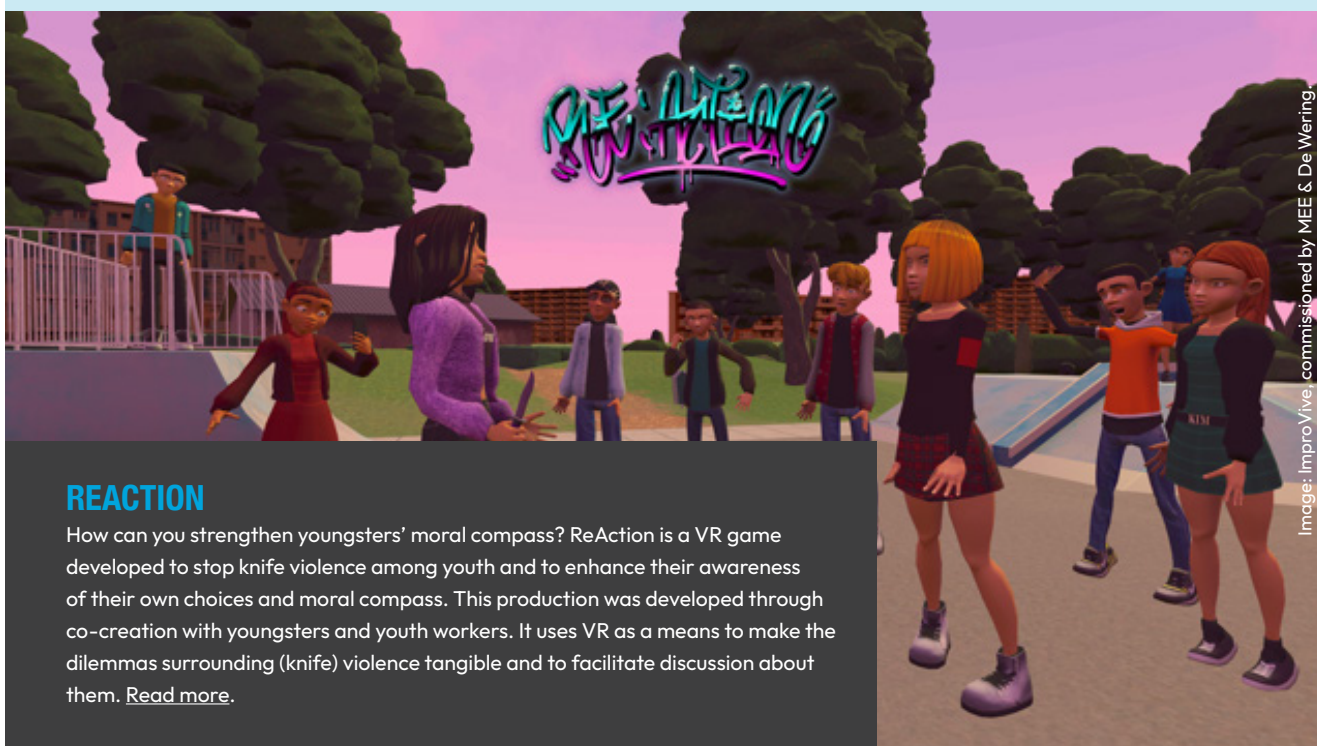 RE:ACTION
REACTION
How can you strengthen youngsters’ moral compass? ReAction is a VR game
developed to stop knife violence among youth and to enhance their awareness
of their own choices and moral compass. This production was developed through
co-creation with youngsters and youth workers. It uses VR as a means to make the
dilemmas surrounding (knife) violence tangible and to facilitate discussion about
them. Read more.
KIM
Image: ImproVive, commissioned by MEE & De Wering.